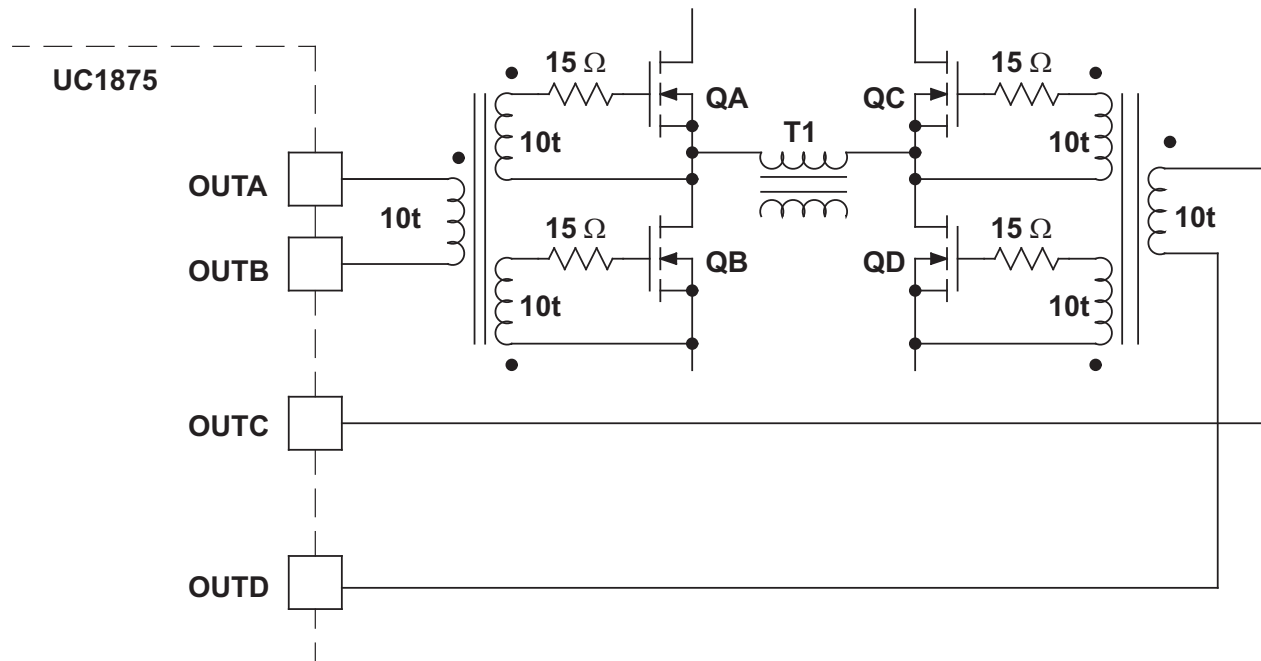 UC1875
15 Ω
QA
10t
T1
15 Ω
QC
10t
OUTA
10t
OUTB
15 Ω
QB
10t
15 Ω
QD
10t
10t
OUTC
OUTD